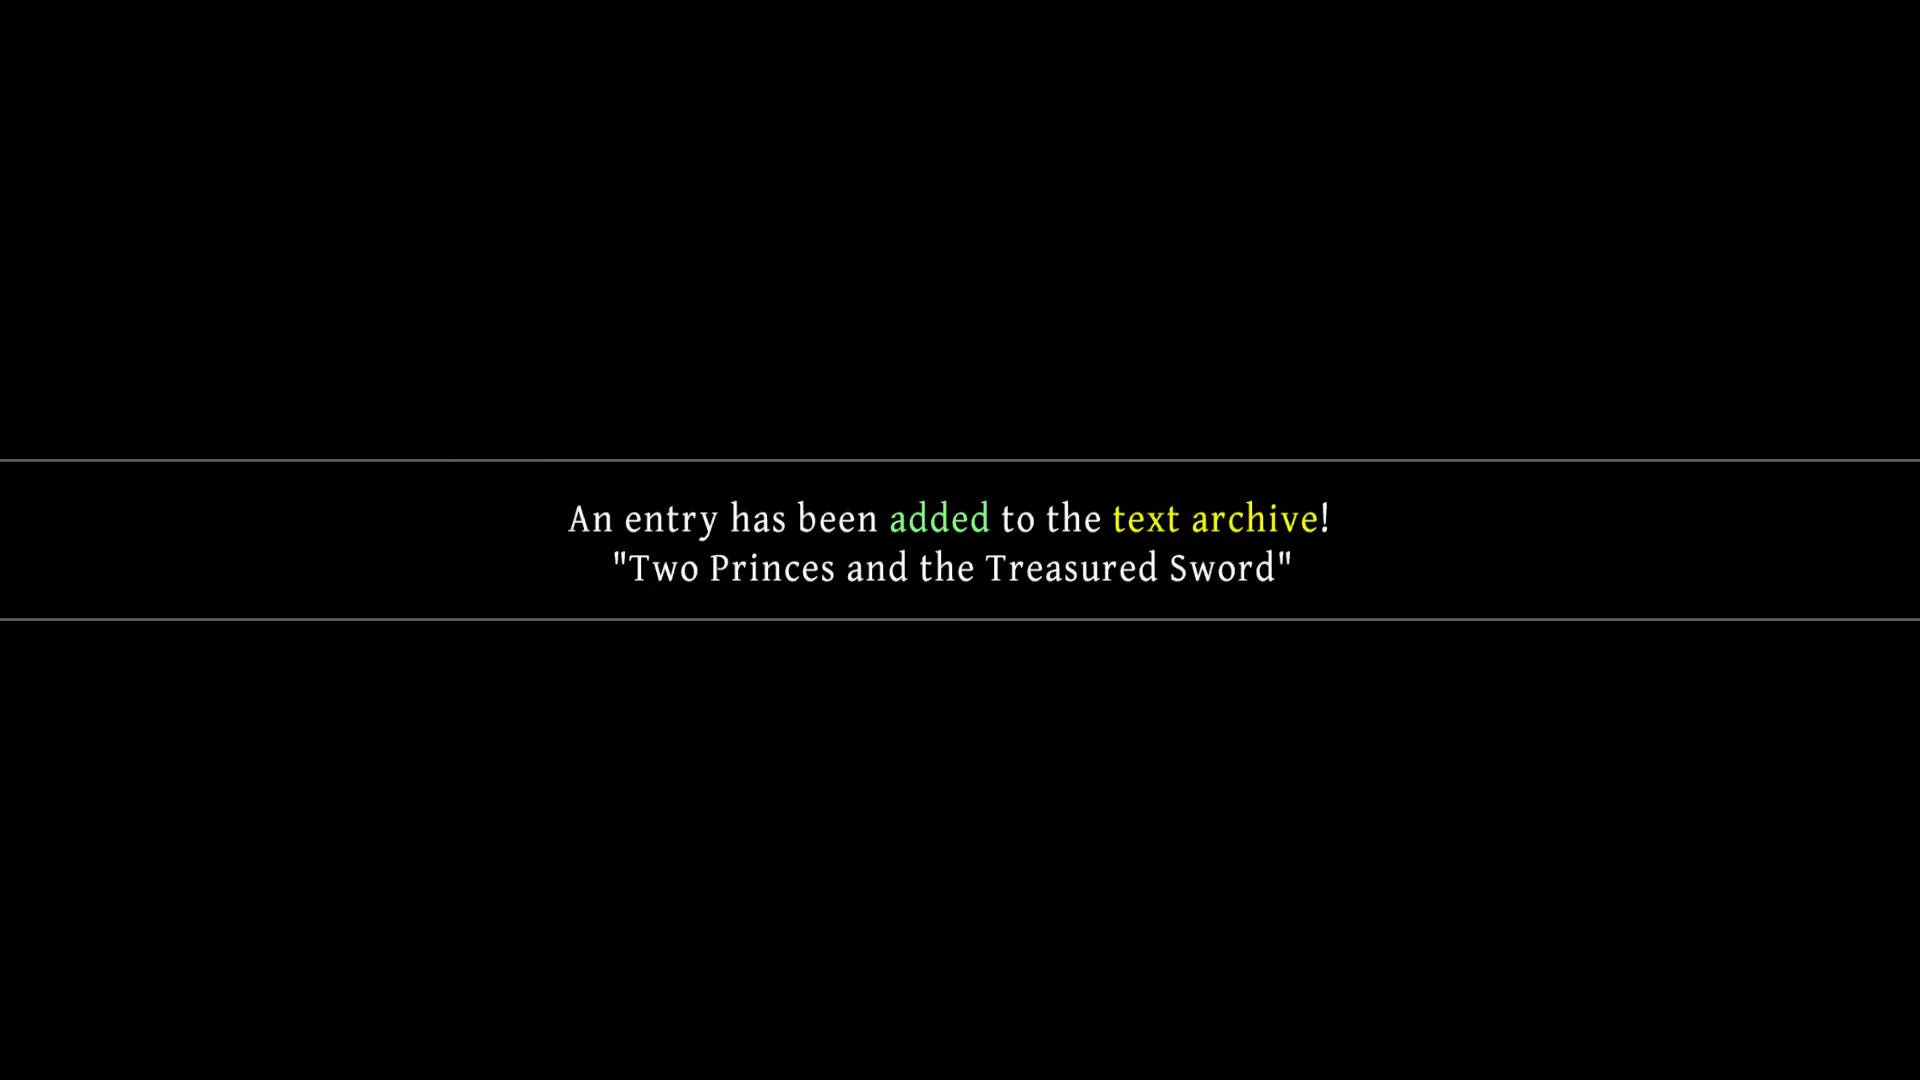 An entry has been added to the text archive!
"Two Princes and the Treasured Sword"